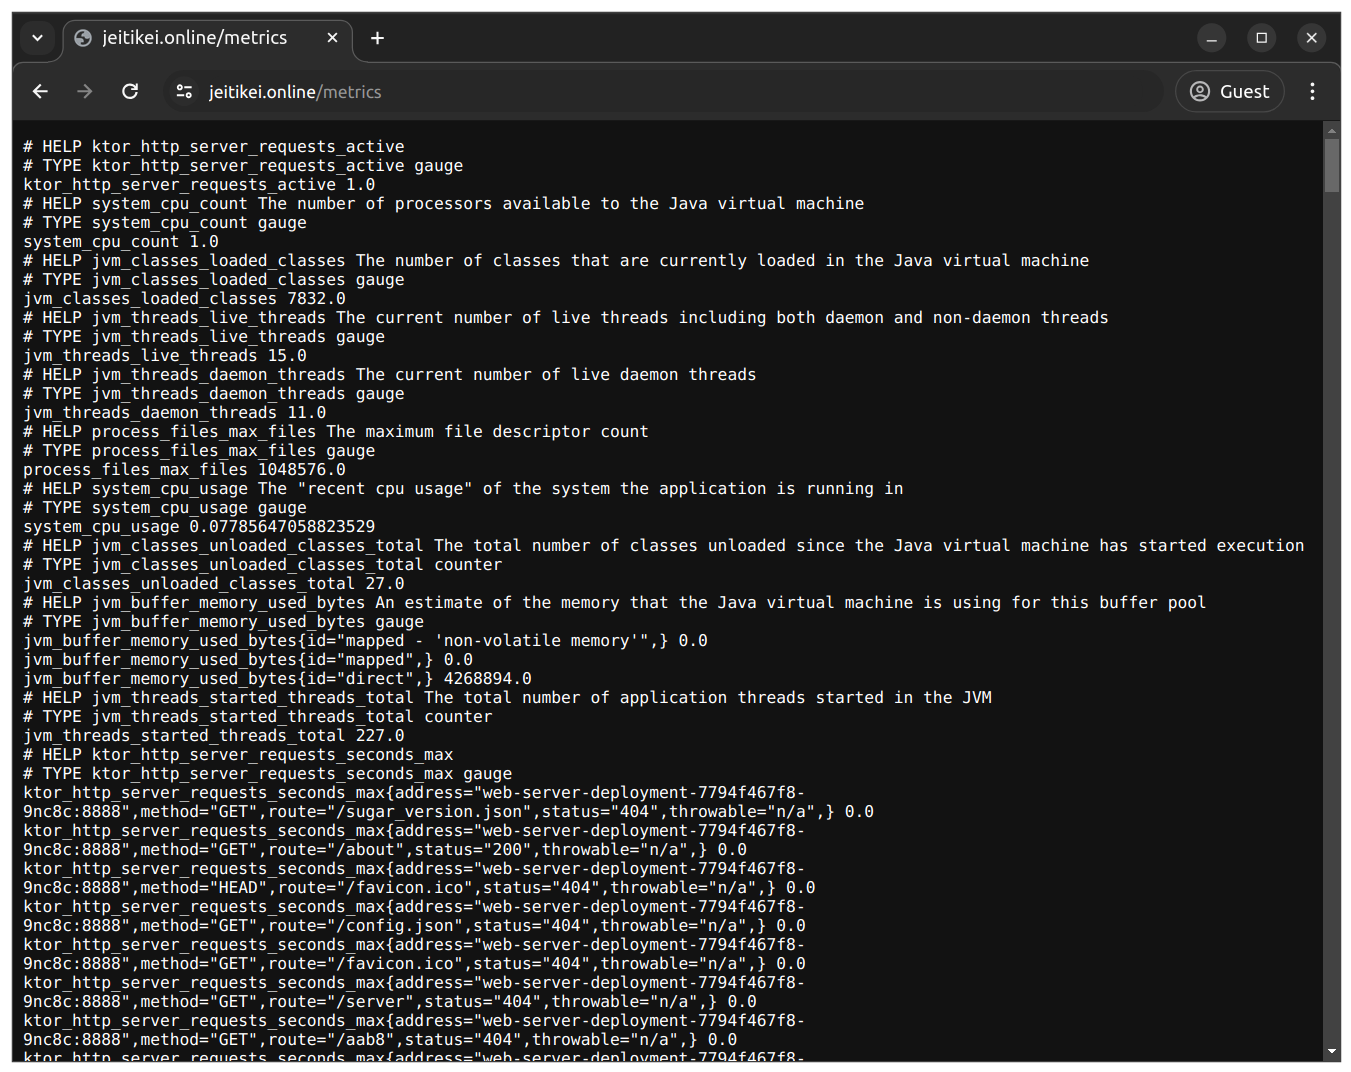 jeitikei.online/metrics
jeitikei.online/metrics
Guest
# HELP ktor_http_server_requests_active
# TYPE ktor_http_server_requests_active gauge
ktor_http_server_requests_active 1.0
# HELP system_cpu_count The number of processors available to the Java virtual machine
# TYPE system_cpu_count gauge
system_cpu_count 1.0
# HELP jvm_classes_loaded_classes The number of classes that are currently loaded in the Java virtual machine
# TYPE jvm_classes_loaded_classes gauge
jvm_classes_loaded_classes 7832.0
# HELP jvm_threads_live_threads The current number of live threads including both daemon and non-daemon threads
# TYPE jvm_threads_live_threads gauge
jvm_threads_live_threads 15.0
# HELP jvm_threads_daemon_threads The current number of live daemon threads
# TYPE jvm_threads_daemon_threads gauge
jvm_threads_daemon_threads 11.0
# HELP process_files_max_files The maximum file descriptor count
# TYPE process_files_max_files gauge
process_files_max_files 1048576.0
# HELP system_cpu_usage The "recent cpu usage" of the system the application is running in
# TYPE system_cpu_usage gauge
system_cpu_usage 0.07785647058823529
# HELP jvm_classes_unloaded_classes_total The total number of classes unloaded since the Java virtual machine has started execution
# TYPE jvm_classes_unloaded_classes_total counter
jvm_classes_unloaded_classes_total 27.0
# HELP jvm_buffer_memory_used_bytes An estimate of the memory that the Java virtual machine is using for this buffer pool
# TYPE jvm_buffer_memory_used_bytes gauge
jvm_buffer_memory_used_bytes{id="mapped - 'non-volatile memory'",} 0.0
jvm_buffer_memory_used_bytes{id="mapped",} 0.0
jvm_buffer_memory_used_bytes{id="direct",} 4268894.0
# HELP jvm_threads_started_threads_total The total number of application threads started in the JVM
# TYPE jvm_threads_started_threads_total counter
jvm_threads_started_threads_total 227.0
# HELP ktor_http_server_requests_seconds_max
# TYPE ktor_http_server_requests_seconds_max gauge
ktor_http_server_requests_seconds_max{address="web-server-deployment-7794f467f8-
9nc8c:8888",method="GET",route="/sugar_version.json",status="404",throwable="n/a",} 0.0
ktor_http_server_requests_seconds_max{address="web-server-deployment-7794f467f8-
9nc8c:8888",method="GET",route="/about",status="200",throwable="n/a",} 0.0
ktor_http_server_requests_seconds_max{address="web-server-deployment-7794f467f8-
9nc8c:8888",method="HEAD",route="/favicon.ico",status="404",throwable="n/a",} 0.0
ktor_http_server_requests_seconds_max{address="web-server-deployment-7794f467f8-
9nc8c:8888",method="GET",route="/config.json",status="404",throwable="n/a",} 0.0
ktor_http_server_requests_seconds_max{address="web-server-deployment-7794f467f8-
9nc8c:8888",method="GET",route="/favicon.ico",status="404",throwable="n/a",} 0.0
ktor_http_server_requests_seconds_max{address="web-server-deployment-7794f467f8-
9nc8c:8888",method="GET",route="/server",status="404",throwable="n/a",} 0.0
ktor_http_server_requests_seconds_max{address="web-server-deployment-7794f467f8-
9nc8c:8888",method="GET",route="/aab8",status="404",throwable="n/a",} 0.0
ktor_http_server_requests_seconds_max{address="web-server-deployment-7794f467f8-